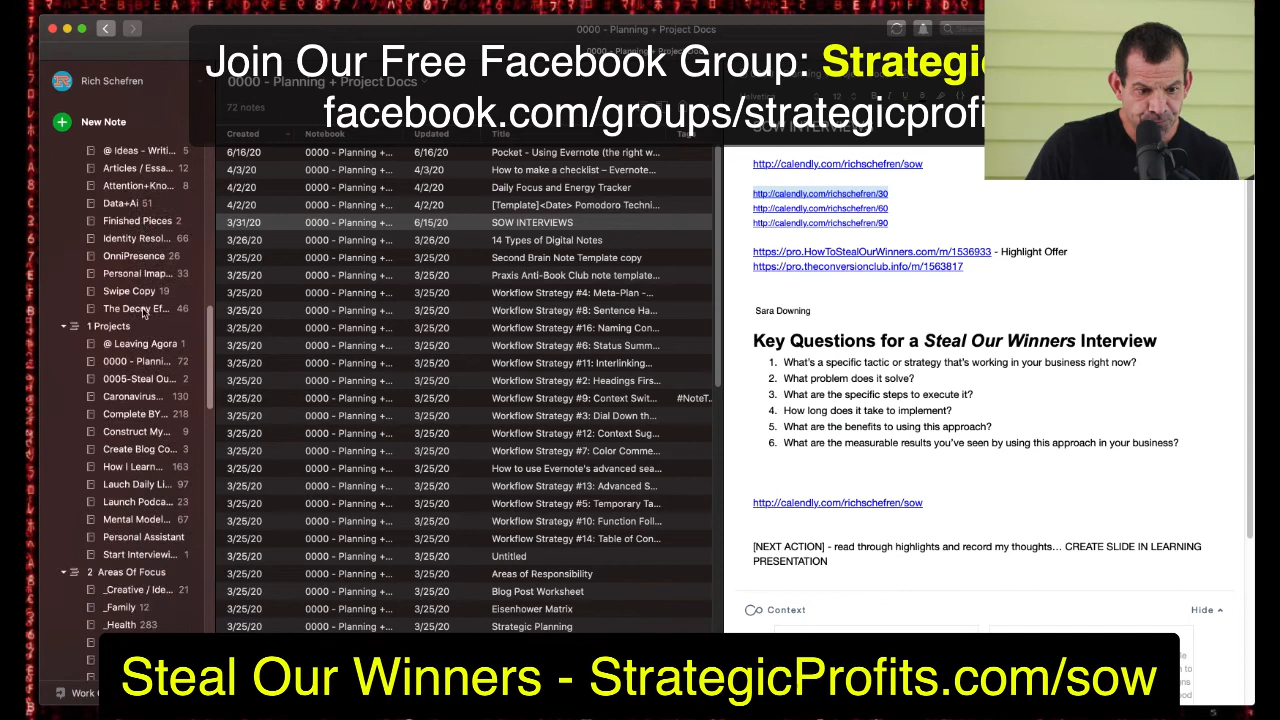 0000 - Planning + Project Docs
Join Our Free Facebook Group: Strategic
facebook.com/groups/strategicprofi
Rich Schefren
New Note
@ Ideas - Writi... 5
Articles / Essa... 12
Attention+Kno... 8
Data+Ai 51
Finished Pieces 2
Identity Resol... 66
OnniPresence 26
Personal Imap... 33
Swipe Copy 19
The Decoy Ef... 46
1 Projects
@ Leaving Agora 1
0000 - Planni... 72
0005-Steal Ou... 2
Caronavirus... 130
Complete BY... 218
Construct My... 9
Create Blog Co... 3
How I Learn... 163
Lauch Daily Li... 97
Launch Podca... 23
Mental Model... 67
Personal Assistant
Start Interviewi... 1
2 Areas Of Focus
_Creative / Ide... 21
_Family 12
_Health 283
0000 - Planning + Project Docs
72 notes
Created Notebook Updated Title Tags
6/16/20 0000 - Planning +... 6/16/20 Pocket - Using Evernote (the right w...
4/3/20 0000 - Planning +... 4/3/20 How to make a checklist – Evernote...
4/2/20 0000 - Planning +... 4/2/20 Daily Focus and Energy Tracker
4/2/20 0000 - Planning +... 4/2/20 [Template]<Date> Pomodoro Techni...
3/31/20 0000 - Planning +... 6/15/20 SOW INTERVIEWS
3/26/20 0000 - Planning +... 3/26/20 14 Types of Digital Notes
3/25/20 0000 - Planning +... 3/25/20 Second Brain Note Template copy
3/25/20 0000 - Planning +... 3/25/20 Praxis Anti-Book Club note template...
3/25/20 0000 - Planning +... 3/25/20 Workflow Strategy #4: Meta-Plan -...
3/25/20 0000 - Planning +... 3/25/20 Workflow Strategy #8: Sentence Ha...
3/25/20 0000 - Planning +... 3/25/20 Workflow Strategy #16: Naming Con...
3/25/20 0000 - Planning +... 3/25/20 Workflow Strategy #6: Status Summ...
3/25/20 0000 - Planning +... 3/25/20 Workflow Strategy #11: Interlinking...
3/25/20 0000 - Planning +... 3/25/20 Workflow Strategy #2: Headings Firs...
3/25/20 0000 - Planning +... 3/25/20 Workflow Strategy #9: Context Swit... #NoteT...
3/25/20 0000 - Planning +... 3/25/20 Workflow Strategy #3: Dial Down th...
3/25/20 0000 - Planning +... 3/25/20 Workflow Strategy #12: Context Sug...
3/25/20 0000 - Planning +... 3/25/20 Workflow Strategy #7: Color Comme...
3/25/20 0000 - Planning +... 3/25/20 How to use Evernote's advanced sea...
3/25/20 0000 - Planning +... 3/25/20 Workflow Strategy #13: Advanced S...
3/25/20 0000 - Planning +... 3/25/20 Workflow Strategy #5: Temporary Ta...
3/25/20 0000 - Planning +... 3/25/20 Workflow Strategy #10: Function Foll...
3/25/20 0000 - Planning +... 3/25/20 Workflow Strategy #14: Table of Con...
3/25/20 0000 - Planning +... 3/25/20 Untitled
3/25/20 0000 - Planning +... 3/25/20 Areas of Responsibility
3/25/20 0000 - Planning +... 3/25/20 Blog Post Worksheet
3/25/20 0000 - Planning +... 3/25/20 Eisenhower Matrix
3/25/20 0000 - Planning +... 3/25/20 Strategic Planning
SOW INTERVIEWS
http://calendly.com/richschefren/sow
http://calendly.com/richschefren/30
http://calendly.com/richschefren/60
http://calendly.com/richschefren/90
https://pro.HowToStealOurWinners.com/m/1536933 - Highlight Offer
https://pro.theconversionclub.info/m/1563817
Sara Downing
Key Questions for a Steal Our Winners Interview
1. What's a specific tactic or strategy that's working in your business right now?
2. What problem does it solve?
3. What are the specific steps to execute it?
4. How long does it take to implement?
5. What are the benefits to using this approach?
6. What are the measurable results you've seen by using this approach in your business?
http://calendly.com/richschefren/sow
[NEXT ACTION] - read through highlights and record my thoughts... CREATE SLIDE IN LEARNING
PRESENTATION
Context Hide
Work
Steal Our Winners - StrategicProfits.com/sow